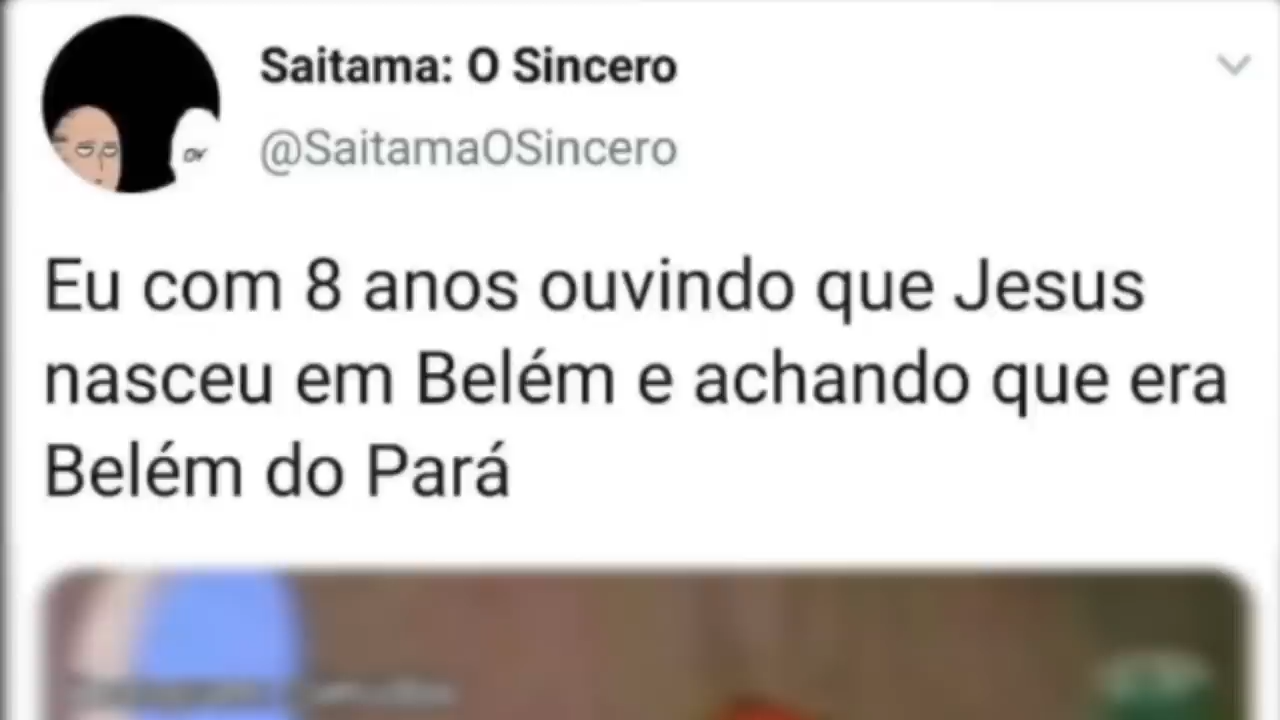 Saitama: O Sincero
@SaitamaOSincero
Eu com 8 anos ouvindo que Jesus
nasceu em Belém e achando que era
Belém do Pará